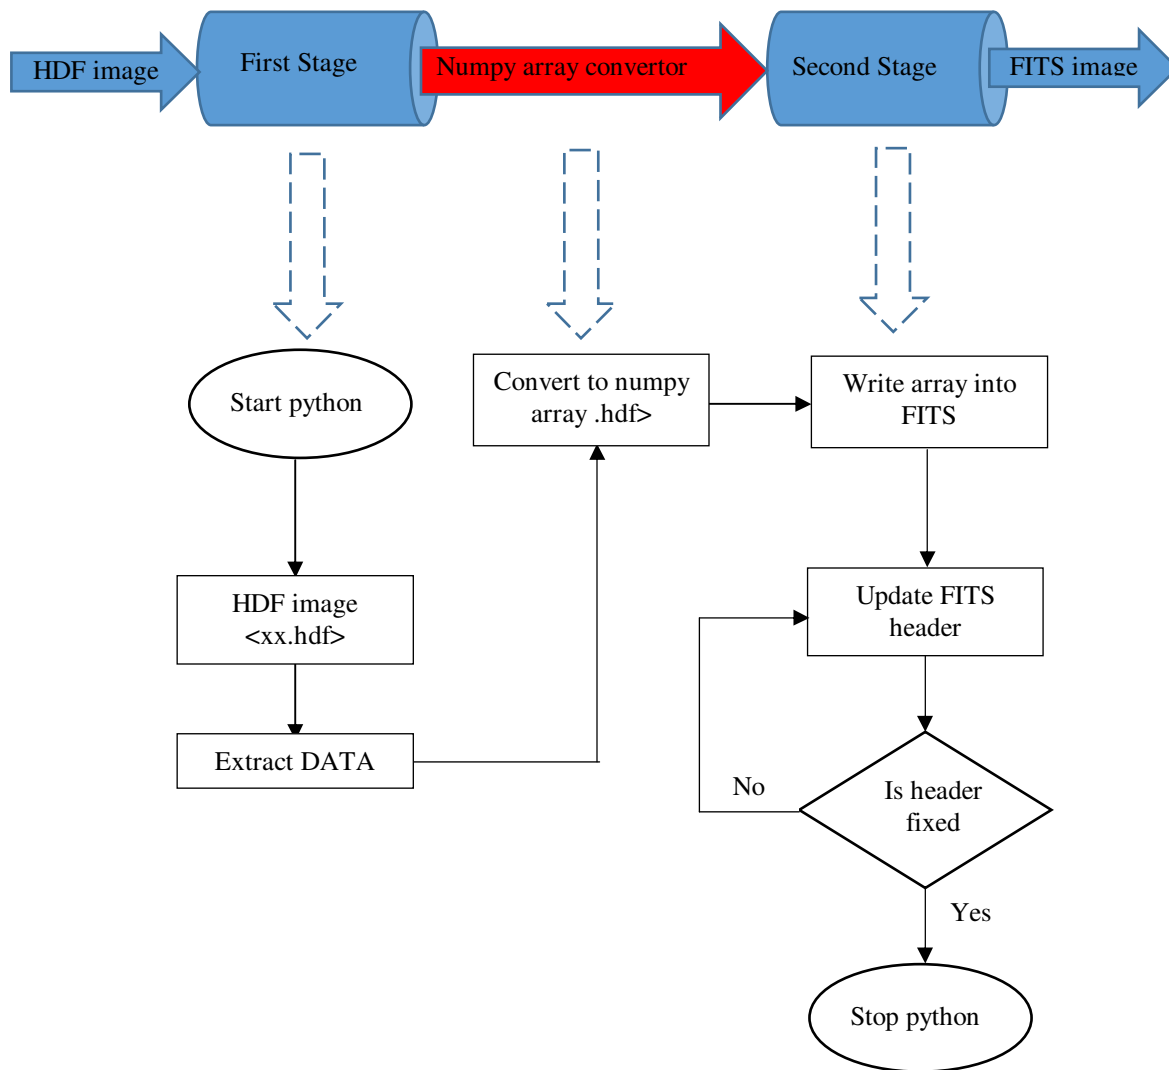 HDF image
First Stage
Numpy array convertor
Second Stage
FITS image
Start python
HDF image
<xx.hdf>
Extract DATA
Convert to numpy
array .hdf>
Write array into
FITS
Update FITS
header
Is header
fixed
No
Yes
Stop python